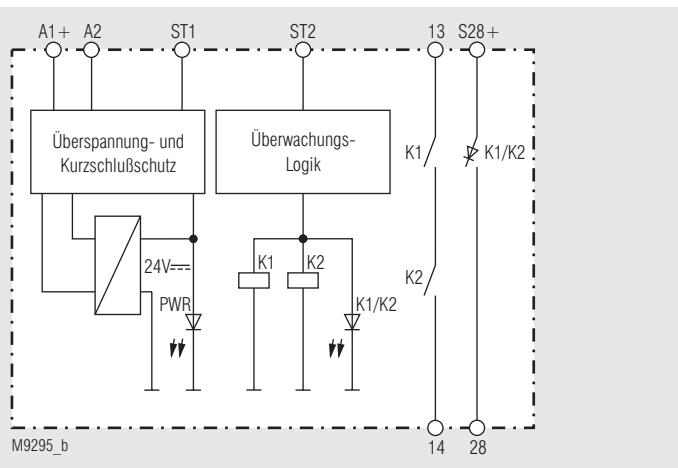 A1+ A2 ST1 ST2 13 S28+
Überspannung- und
Kurzschlußschutz
Überwachungs-
Logik
K1 K1/K2
24V K1 K2 K2
PWR K1/K2
M9295_b 14 28